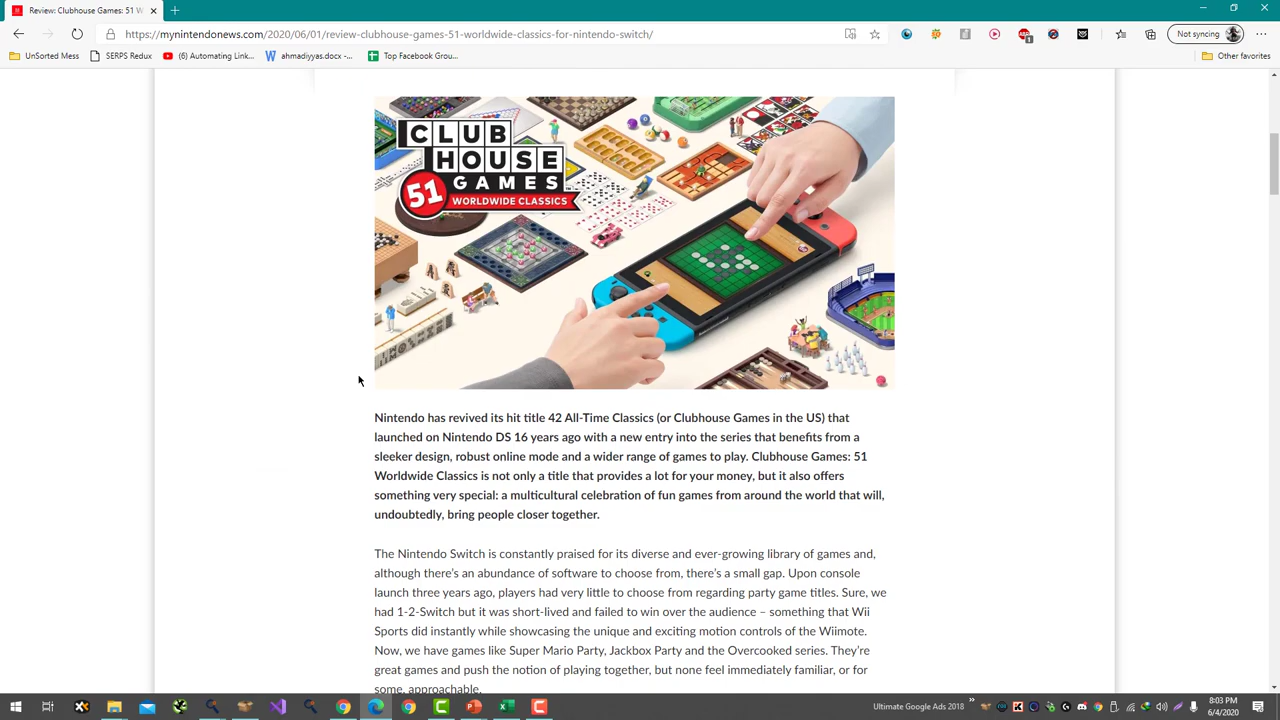 Review: Clubhouse Games: 51 W
https://mynintendonews.com/2020/06/01/review-clubhouse-games-51-worldwide-classics-for-nintendo-switch/
Not syncing
UnSorted Mess
SERPS Redux
(6) Automating Link...
ahmadiyyas.docx -...
Top Facebook Grou...
Other favorites
CLUB
HOUSE
51 GAMES
WORLDWIDE CLASSICS
Nintendo has revived its hit title 42 All-Time Classics (or Clubhouse Games in the US) that
launched on Nintendo DS 16 years ago with a new entry into the series that benefits from a
sleeker design, robust online mode and a wider range of games to play. Clubhouse Games: 51
Worldwide Classics is not only a title that provides a lot for your money, but it also offers
something very special: a multicultural celebration of fun games from around the world that will,
undoubtedly, bring people closer together.
The Nintendo Switch is constantly praised for its diverse and ever-growing library of games and,
although there's an abundance of software to choose from, there's a small gap. Upon console
launch three years ago, players had very little to choose from regarding party game titles. Sure, we
had 1-2-Switch but it was short-lived and failed to win over the audience – something that Wii
Sports did instantly while showcasing the unique and exciting motion controls of the Wiimote.
Now, we have games like Super Mario Party, Jackbox Party and the Overcooked series. They're
great games and push the notion of playing together, but none feel immediately familiar, or for
some, approachable.
Ultimate Google Ads 2018
8:03 PM
6/4/2020